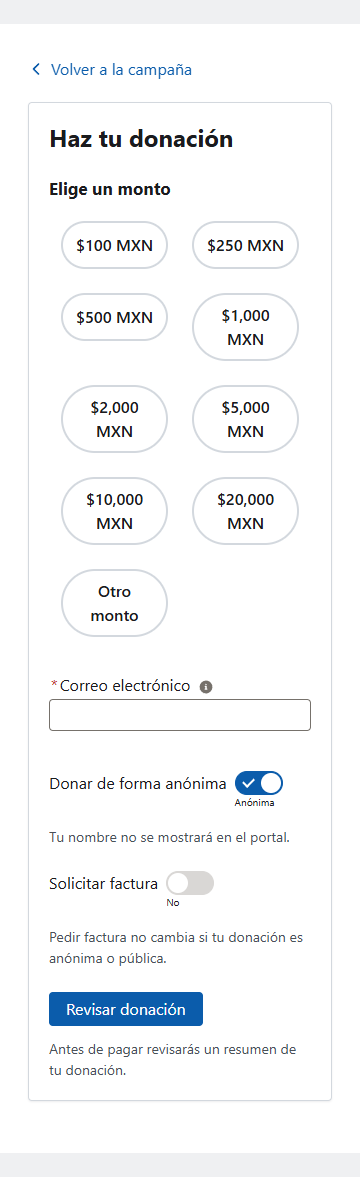 Volver a la campaña
Haz tu donación
Elige un monto
$100 MXN
$250 MXN
$500 MXN
$1,000
MXN
$2,000
MXN
$5,000
MXN
$10,000
MXN
$20,000
MXN
Otro
monto
*Correo electrónico
Donar de forma anónima
Anónima
Tu nombre no se mostrará en el portal.
Solicitar factura
No
Pedir factura no cambia si tu donación es
anónima o pública.
Revisar donación
Antes de pagar revisarás un resumen de
tu donación.